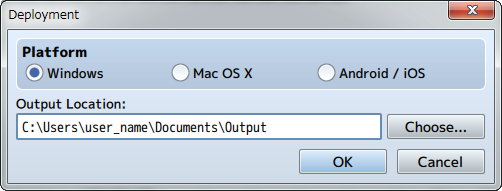 Deployment
Platform
Windows Mac OS X Android / iOS
Output Location:
C:\Users\user_name\Documents\Output Choose...
OK Cancel